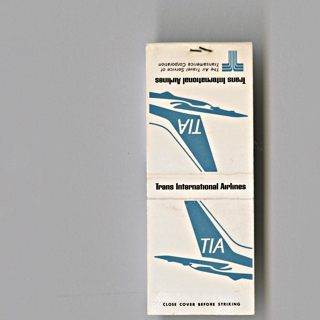 The Air Travel Service of
Transamerica Corporation
Trans International Airlines
TIA
Trans International Airlines
TIA
CLOSE COVER BEFORE STRIKING